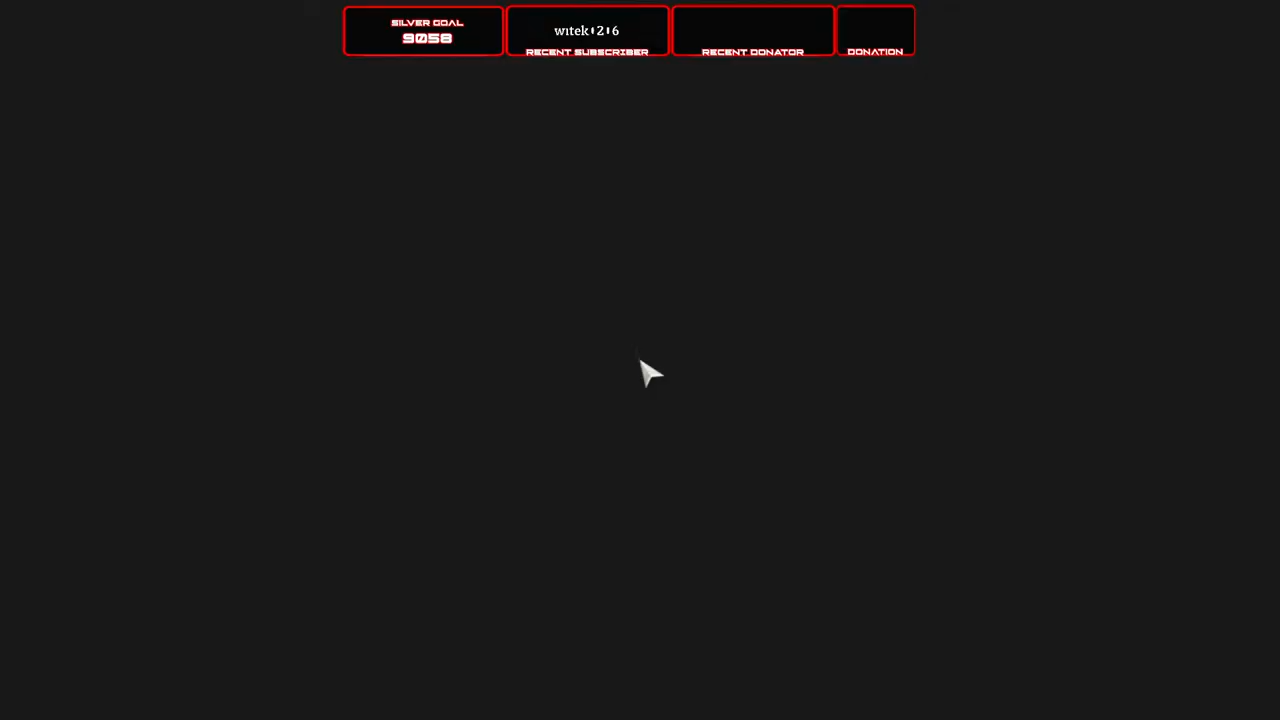 SILVER GOAL
9058
witek1216
RECENT SUBSCRIBER
RECENT DONATOR
DONATION